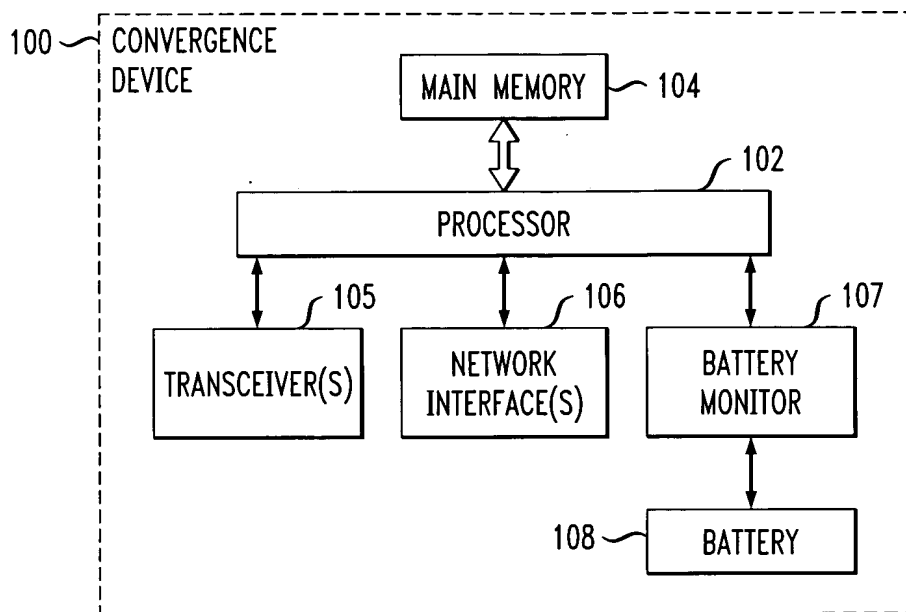 100
CONVERGENCE
DEVICE
MAIN MEMORY
104
102
PROCESSOR
105
TRANSCEIVER(S)
106
NETWORK
INTERFACE(S)
107
BATTERY
MONITOR
108
BATTERY